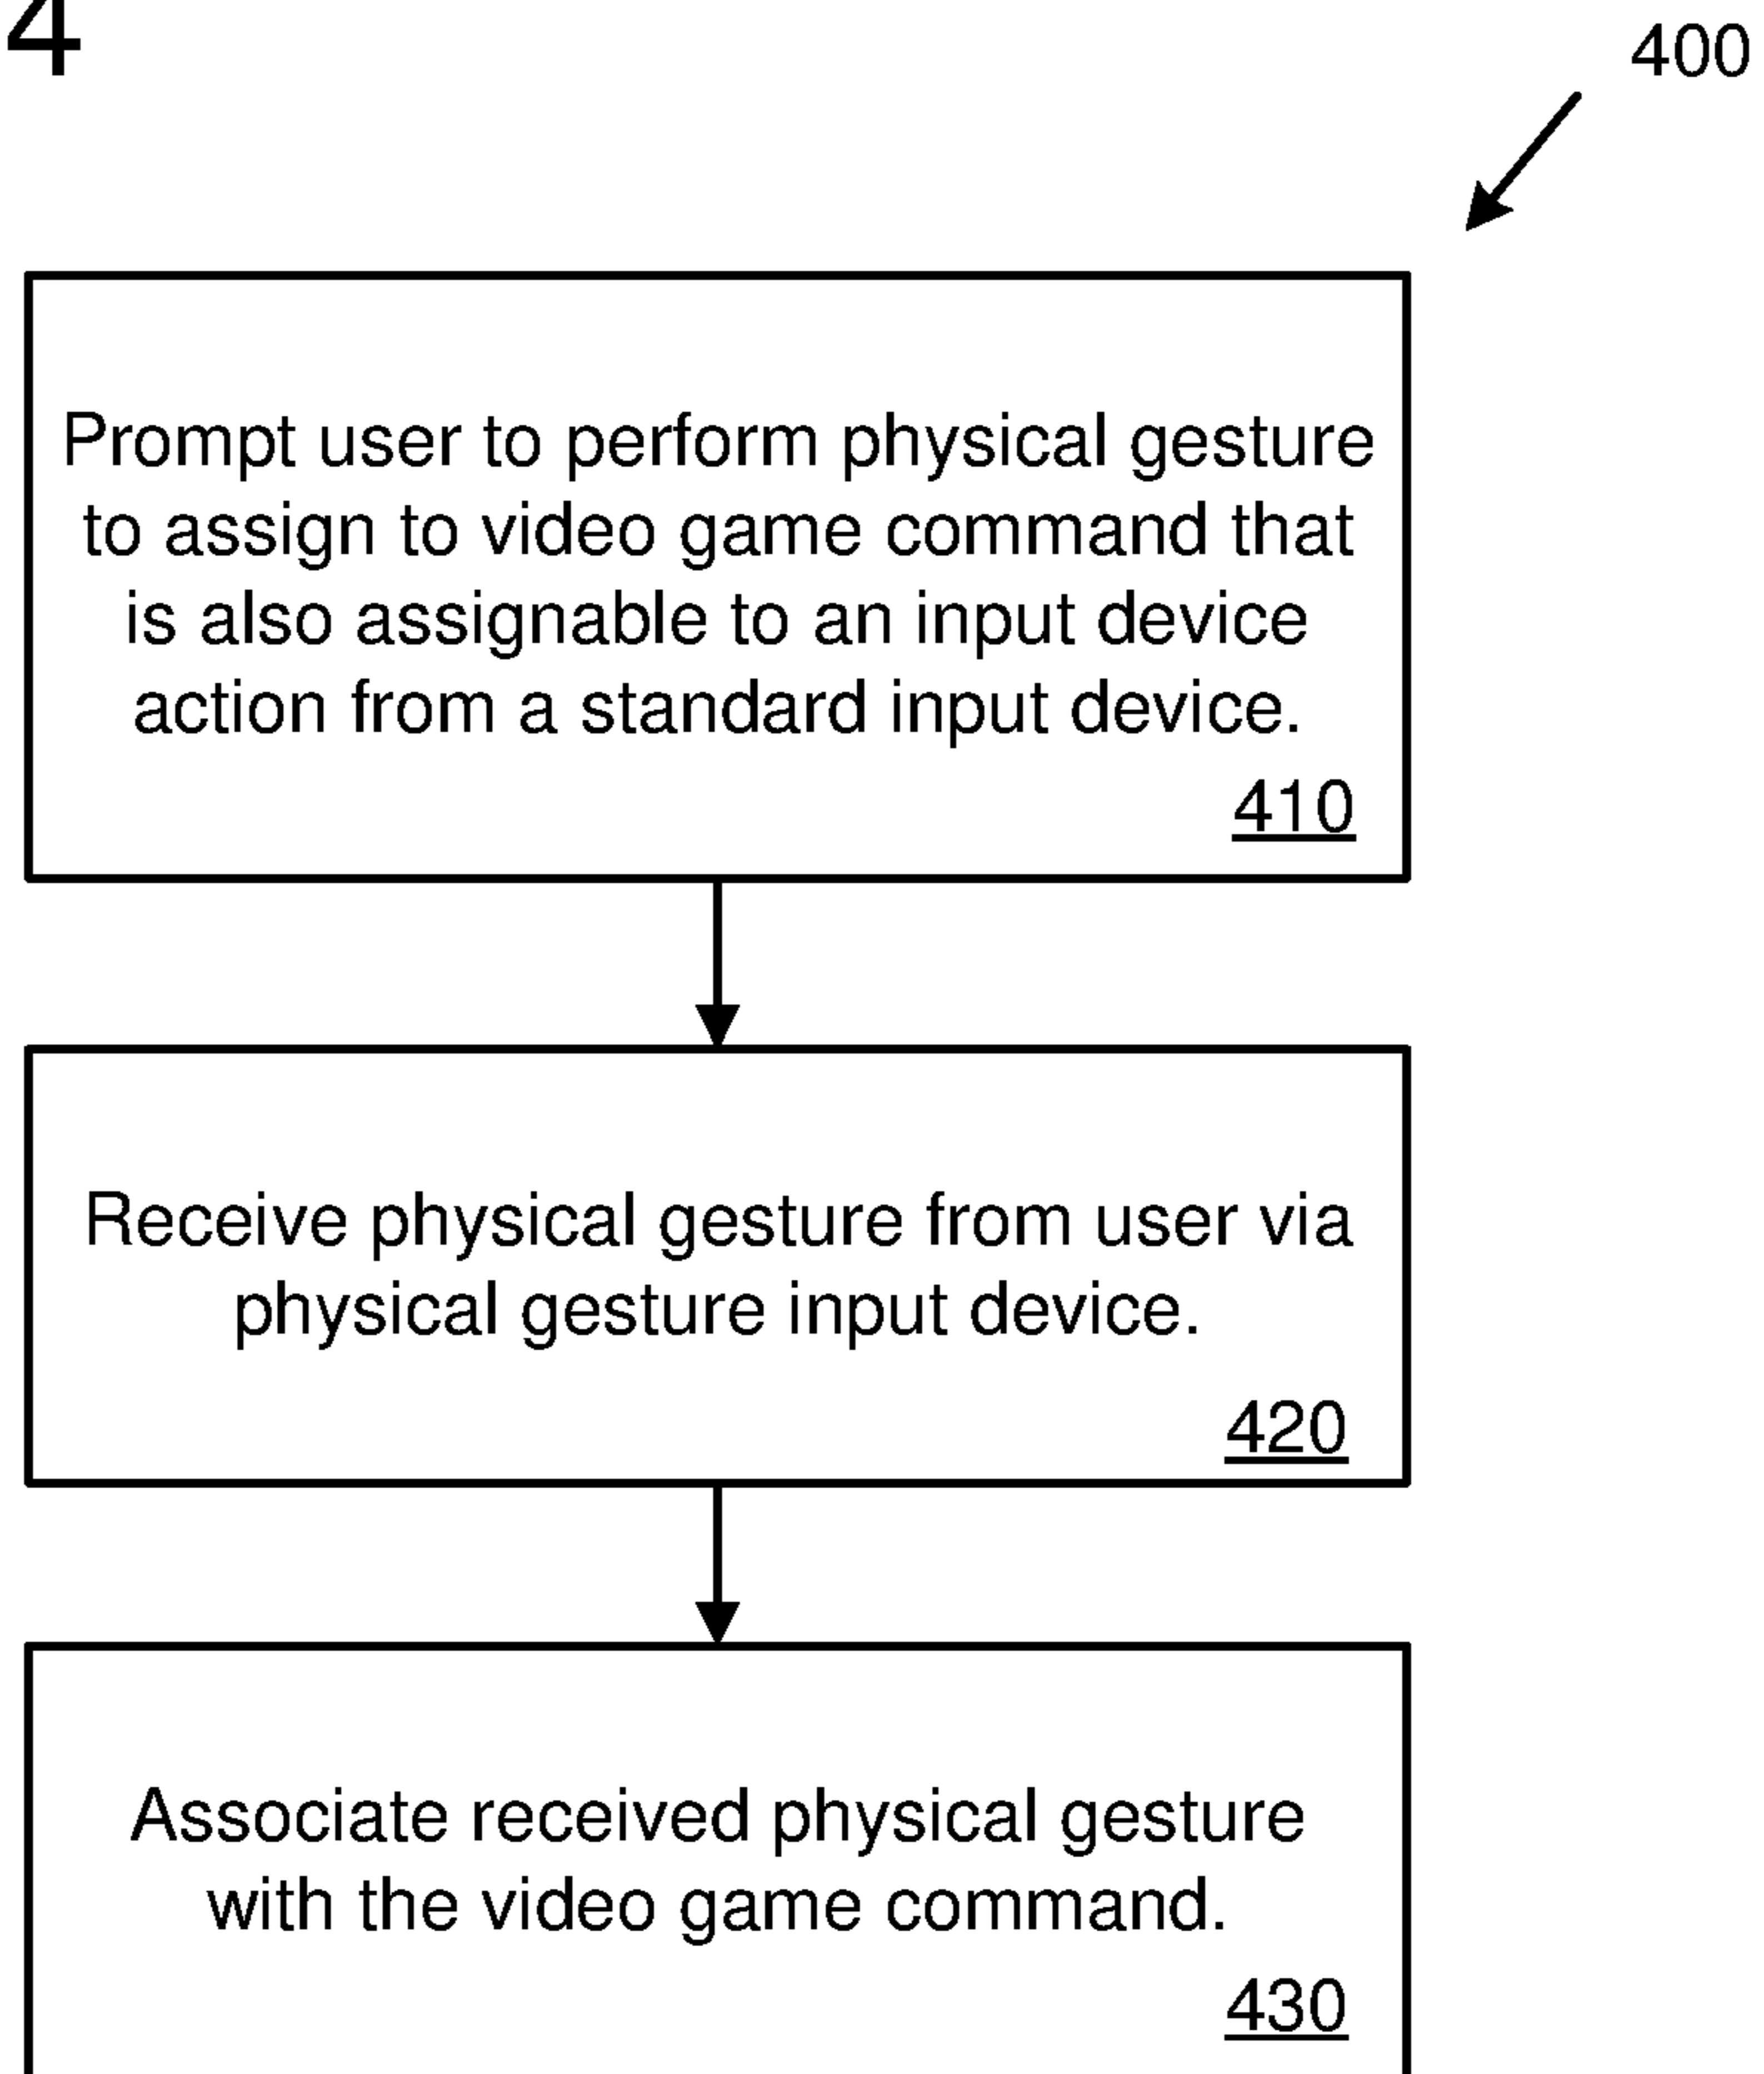 4
400
Prompt user to perform physical gesture
to assign to video game command that
is also assignable to an input device
action from a standard input device.
410
Receive physical gesture from user via
physical gesture input device.
420
Associate received physical gesture
with the video game command.
430